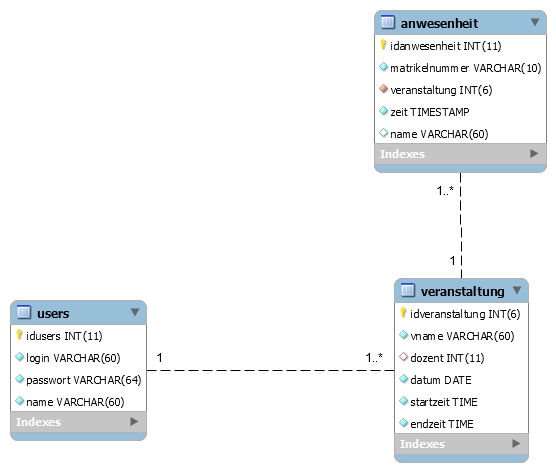 anwesenheit
idanwesenheit INT(11)
matrikelnummer VARCHAR(10)
veranstaltung INT(6)
zeit TIMESTAMP
name VARCHAR(60)
Indexes
1..*
1
users
idusers INT(11)
login VARCHAR(60)
passwort VARCHAR(64)
name VARCHAR(60)
Indexes
1
1..*
veranstaltung
idveranstaltung INT(6)
vname VARCHAR(60)
dozent INT(11)
datum DATE
startzeit TIME
endzeit TIME
Indexes